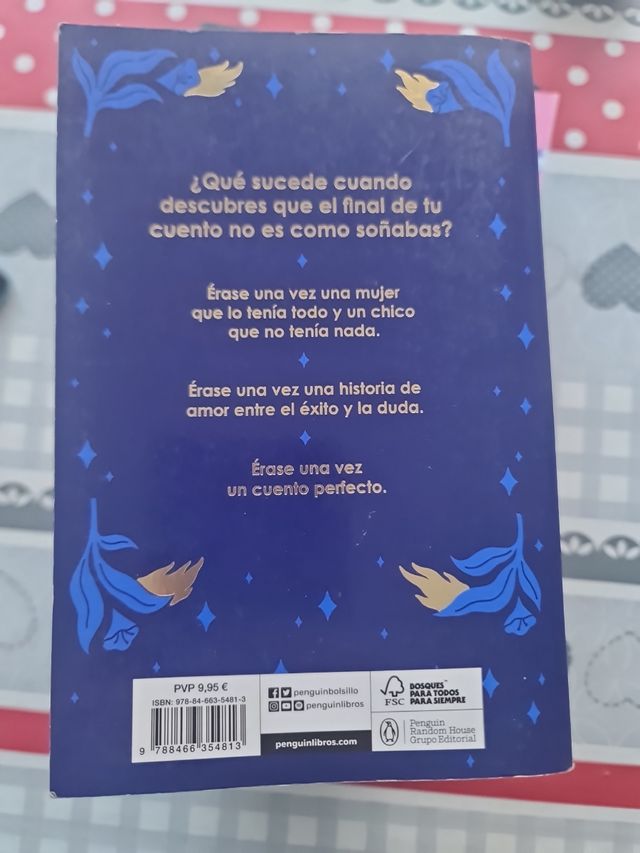 ¿Qué sucede cuando
descubres que el final de tu
cuento no es como soñabas?
Érase una vez una mujer
que lo tenía todo y un chico
que no tenía nada.
Érase una vez una historia de
amor entre el éxito y la duda.
Érase una vez
un cuento perfecto.
PVP 9,95 €
ISBN: 978-84-663-5481-3
9 788466 354813
penguinbolsillo
penguinlibros
penguinlibros.com
FSC
BOSQUES
PARA TODOS
PARA SIEMPRE
Penguin
Random House
Grupo Editorial